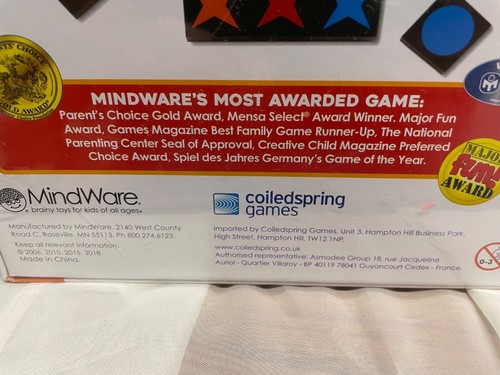 MINDWARE'S MOST AWARDED GAME:
Parent's Choice Gold Award, Mensa Select® Award Winner, Major Fun
Award, Games Magazine Best Family Game Runner-Up, The National
Parenting Center Seal of Approval, Creative Child Magazine Preferred
Choice Award, Spiel des Jahres Germany's Game of the Year.
MAJOR
FUN
AWARD
MindWare®
brainy toys for kids of all ages®
coiledspring
games
Manufactured by MindWare, 2140 West County
Road C, Roseville, MN 55113, Ph 800.274.6123.
Keep all relevant information.
© 2006, 2010, 2015, 2018
Made in China.
Imported by Coiledspring Games, Unit 3, Hampton Hill Business Park,
High Street, Hampton Hill, TW12 1NP.
www.coiledspring.co.uk
Authorised representative: Asmodee Group 18, rue Jacqueline
Auriol - Quartier Villaroy - BP 40119 78041 Guyancourt Cedex - France.
0-3